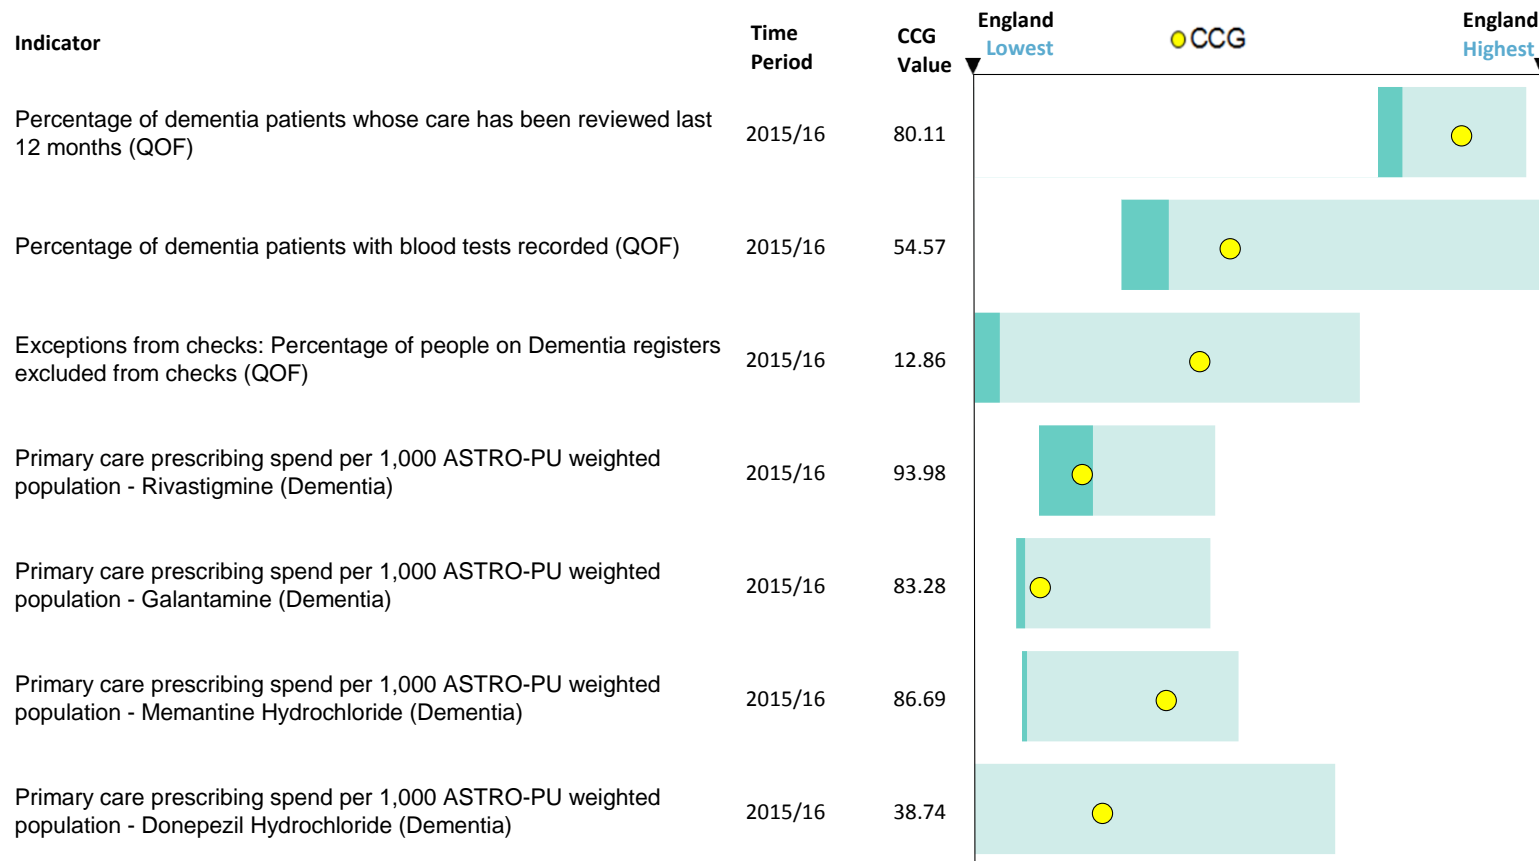 Indicator
Time
Period
CCG
Value
England
Lowest
CCG
England
Highest
Percentage of dementia patients whose care has been reviewed last
12 months (QOF)
2015/16
80.11
Percentage of dementia patients with blood tests recorded (QOF)
2015/16
54.57
Exceptions from checks: Percentage of people on Dementia registers
excluded from checks (QOF)
2015/16
12.86
Primary care prescribing spend per 1,000 ASTRO-PU weighted
population - Rivastigmine (Dementia)
2015/16
93.98
Primary care prescribing spend per 1,000 ASTRO-PU weighted
population - Galantamine (Dementia)
2015/16
83.28
Primary care prescribing spend per 1,000 ASTRO-PU weighted
population - Memantine Hydrochloride (Dementia)
2015/16
86.69
Primary care prescribing spend per 1,000 ASTRO-PU weighted
population - Donepezil Hydrochloride (Dementia)
2015/16
38.74